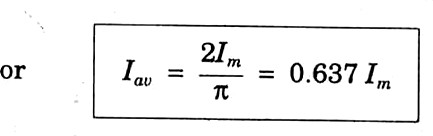 or I_av = 2I_m/π = 0.637 I_m